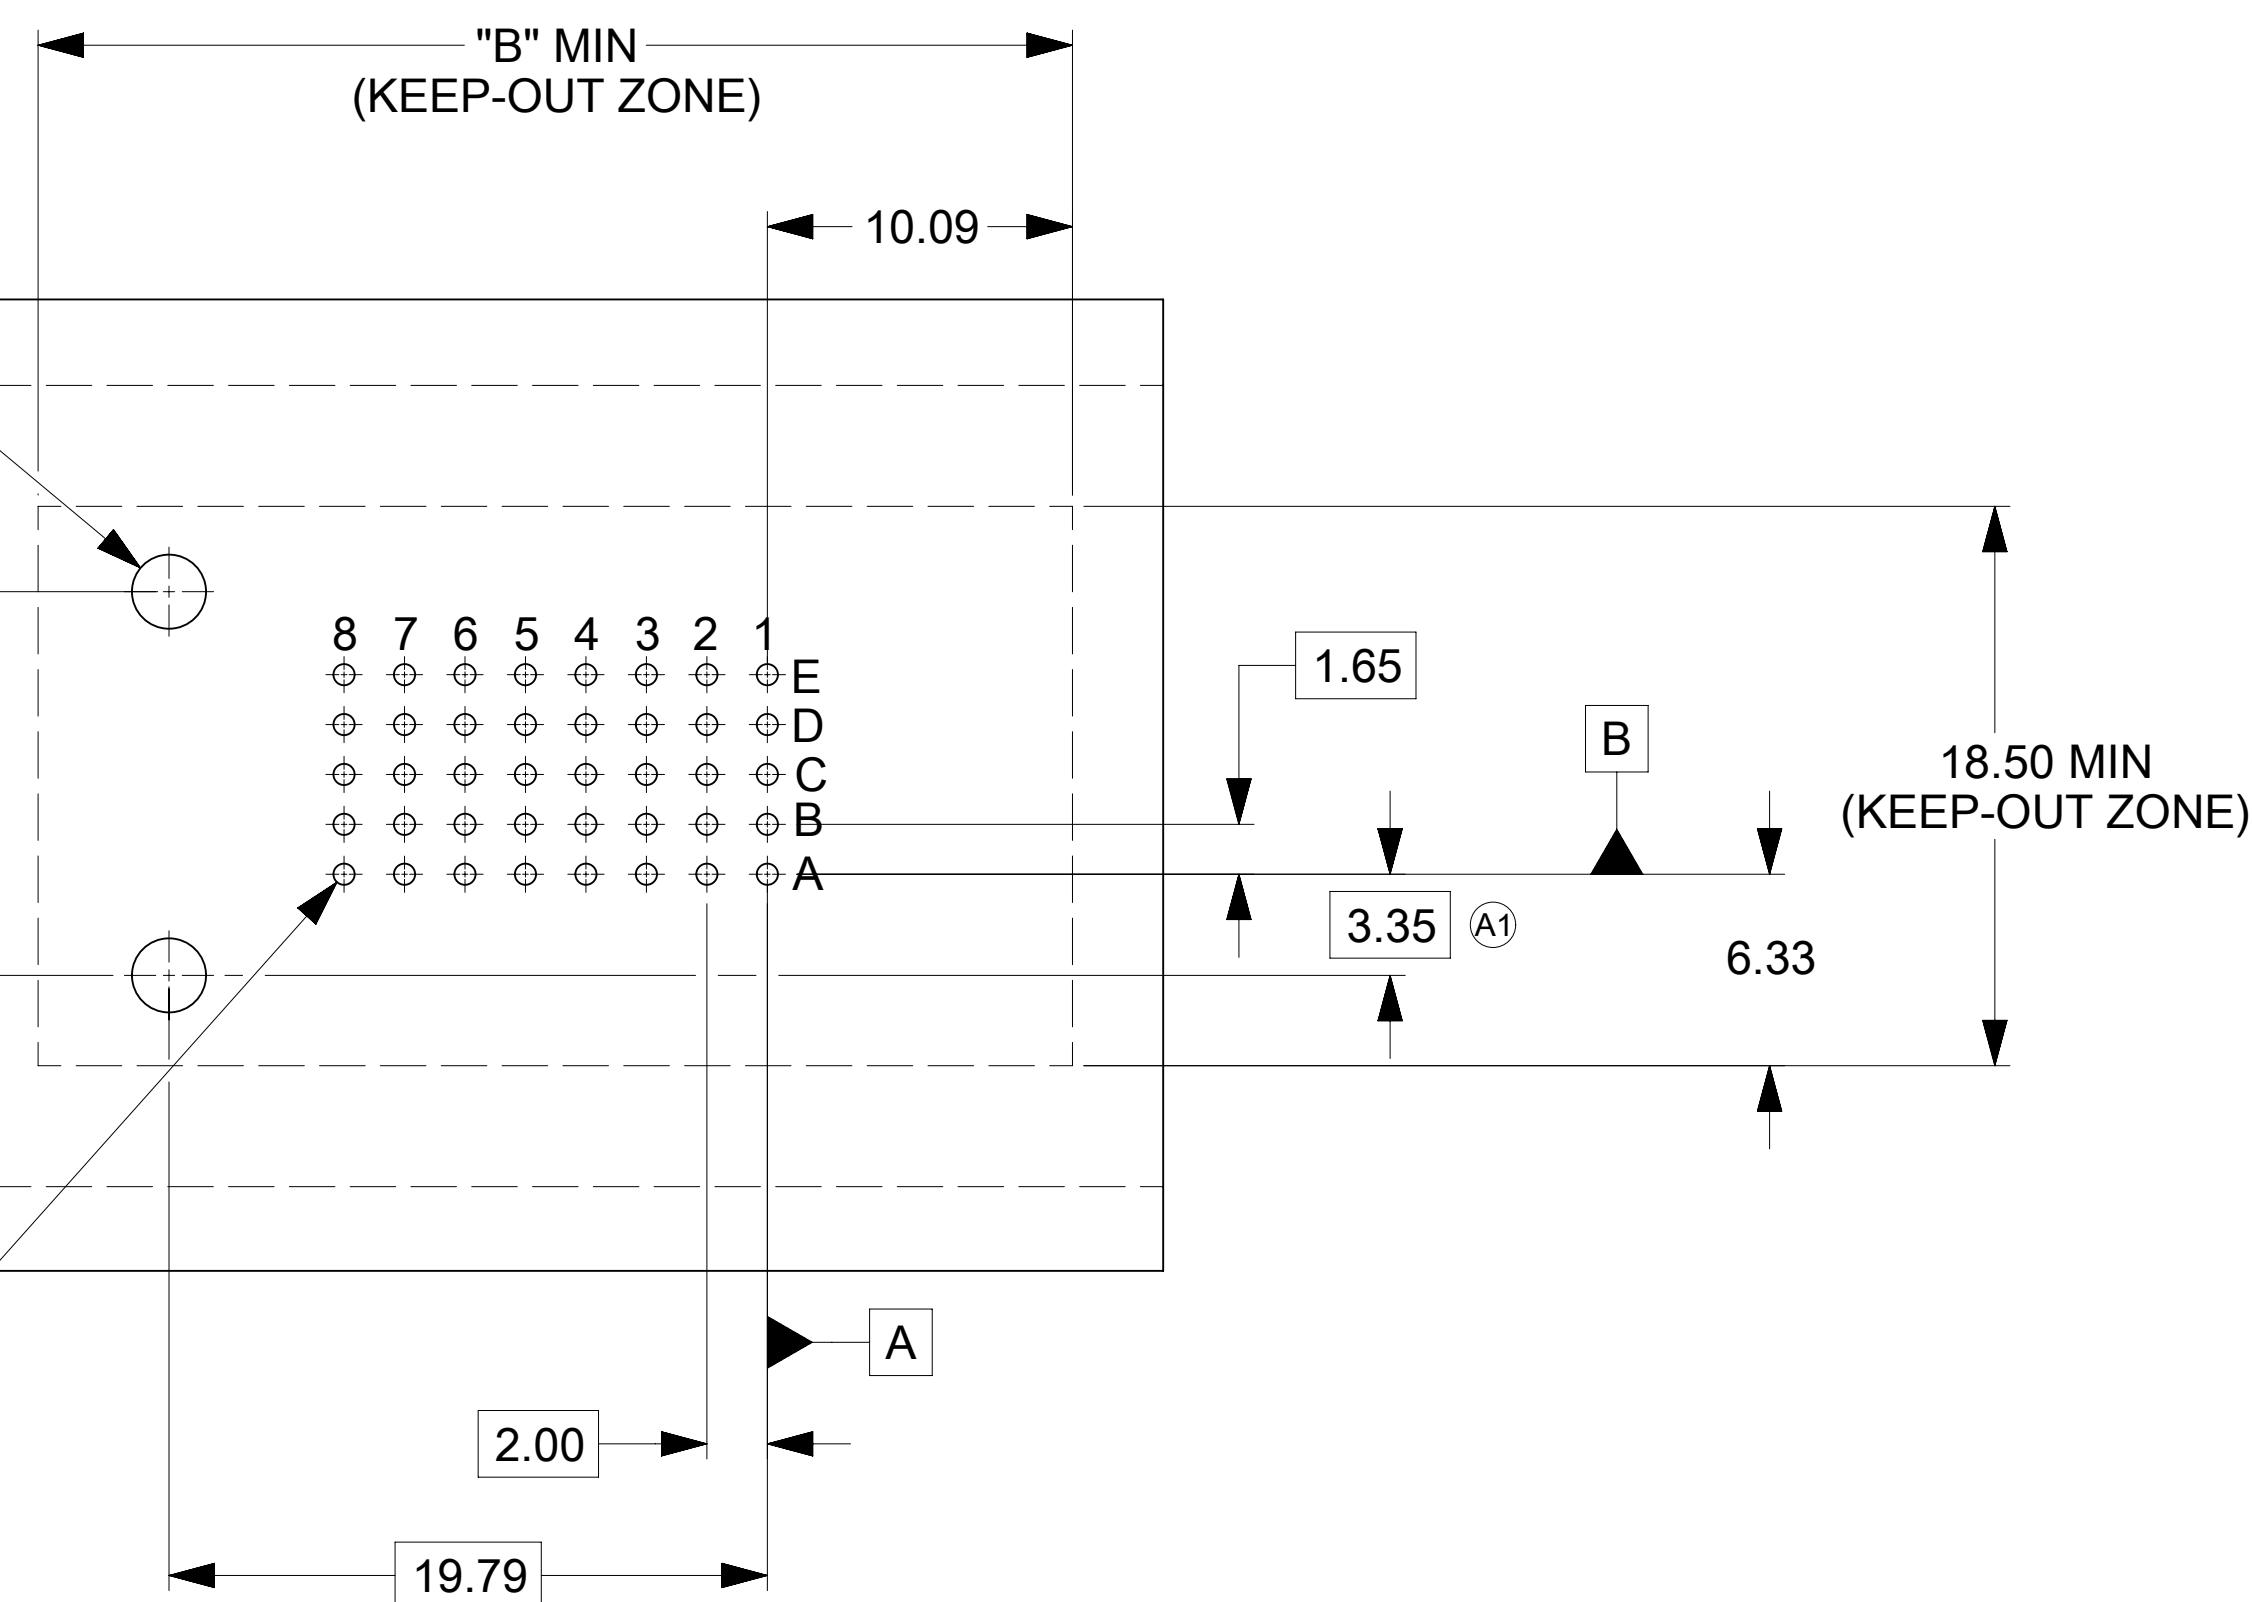 "B" MIN
(KEEP-OUT ZONE)
10.09
8 7 6 5 4 3 2 1
E
D
C
B
A
1.65
B
18.50 MIN
(KEEP-OUT ZONE)
3.35 A1
6.33
A
2.00
19.79